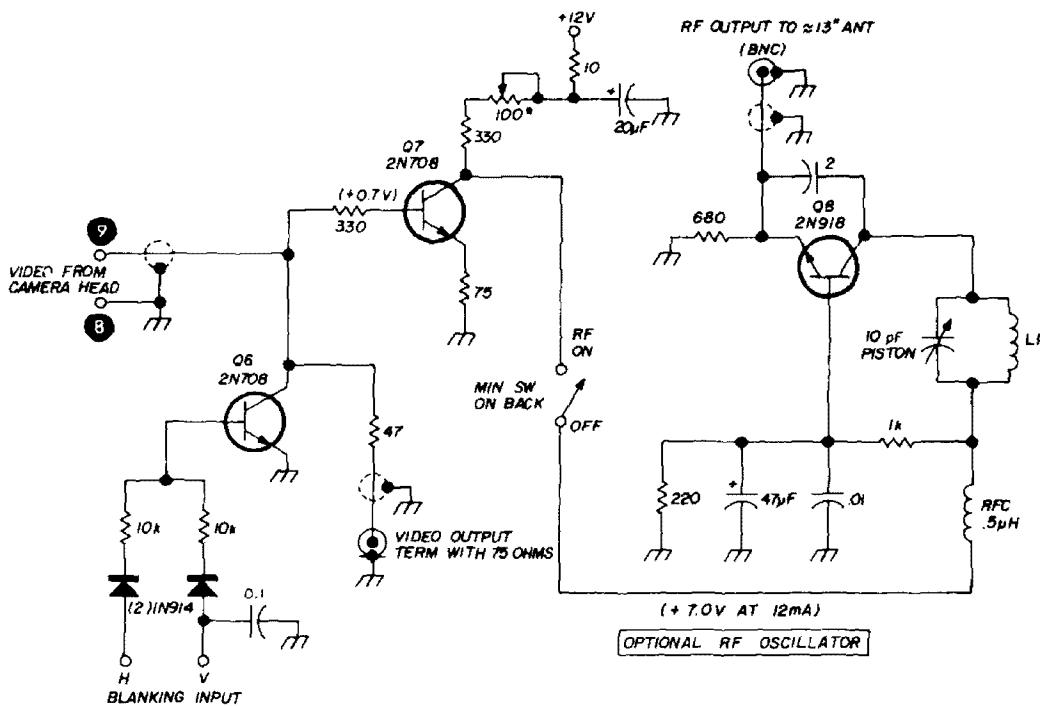 +12V
10
100*
20µF
+
330
Q7
2N708
(+0.7V)
330
75
9
VIDEO FROM
CAMERA HEAD
8
Q6
2N708
47
VIDEO OUTPUT
TERM WITH 75 OHMS
10k
10k
(2) 1N914
0.1
H
V
BLANKING INPUT
RF
ON
MIN SW
ON BACK
OFF
RF OUTPUT TO ≈13" ANT
(BNC)
2
Q8
2N918
680
10 pF
PISTON
L1
1k
220
+
47µF
.01
RFC
.5µH
(+7.0V AT 12mA)
OPTIONAL RF OSCILLATOR